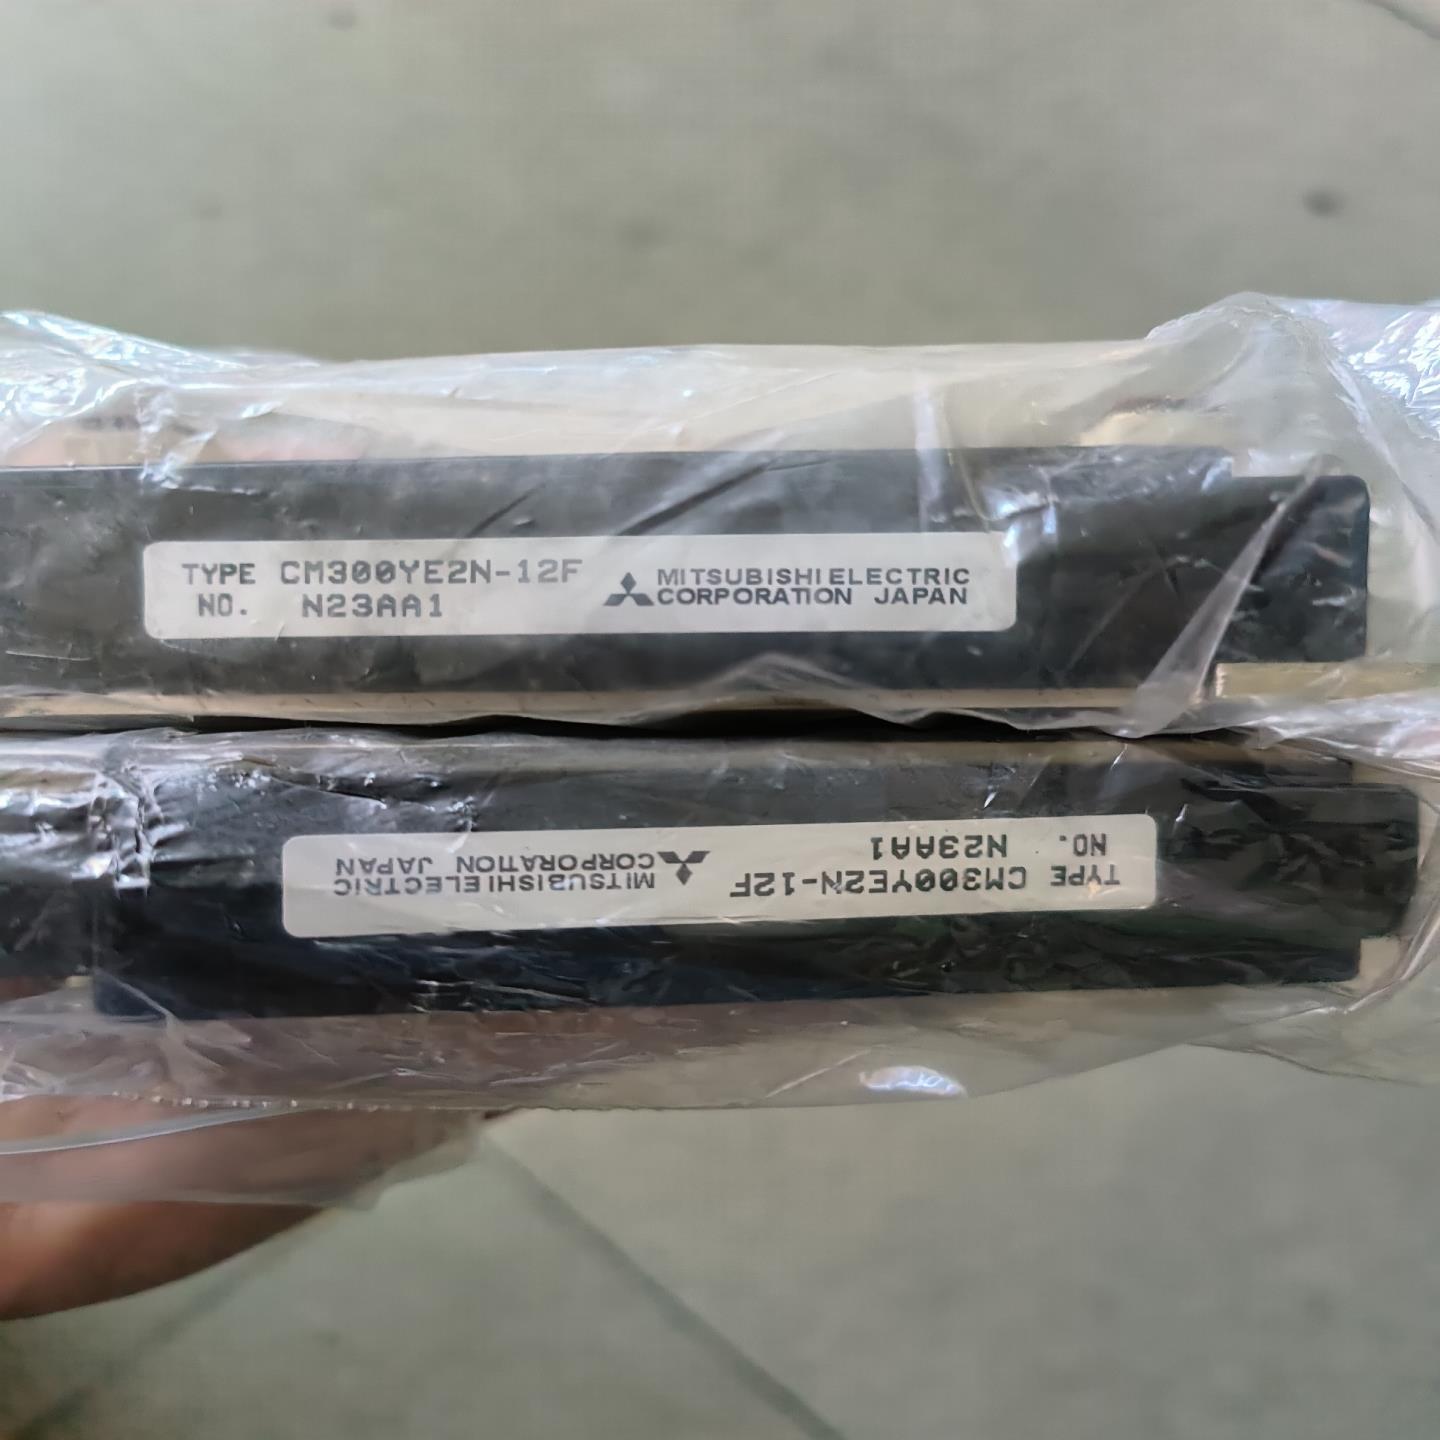 TYPE CM300YE2N-12F
NO. N23AA1
MITSUBISHI ELECTRIC
CORPORATION JAPAN
TYPE CM300YE2N-12F
NO. N23AA1
MITSUBISHI ELECTRIC
CORPORATION JAPAN